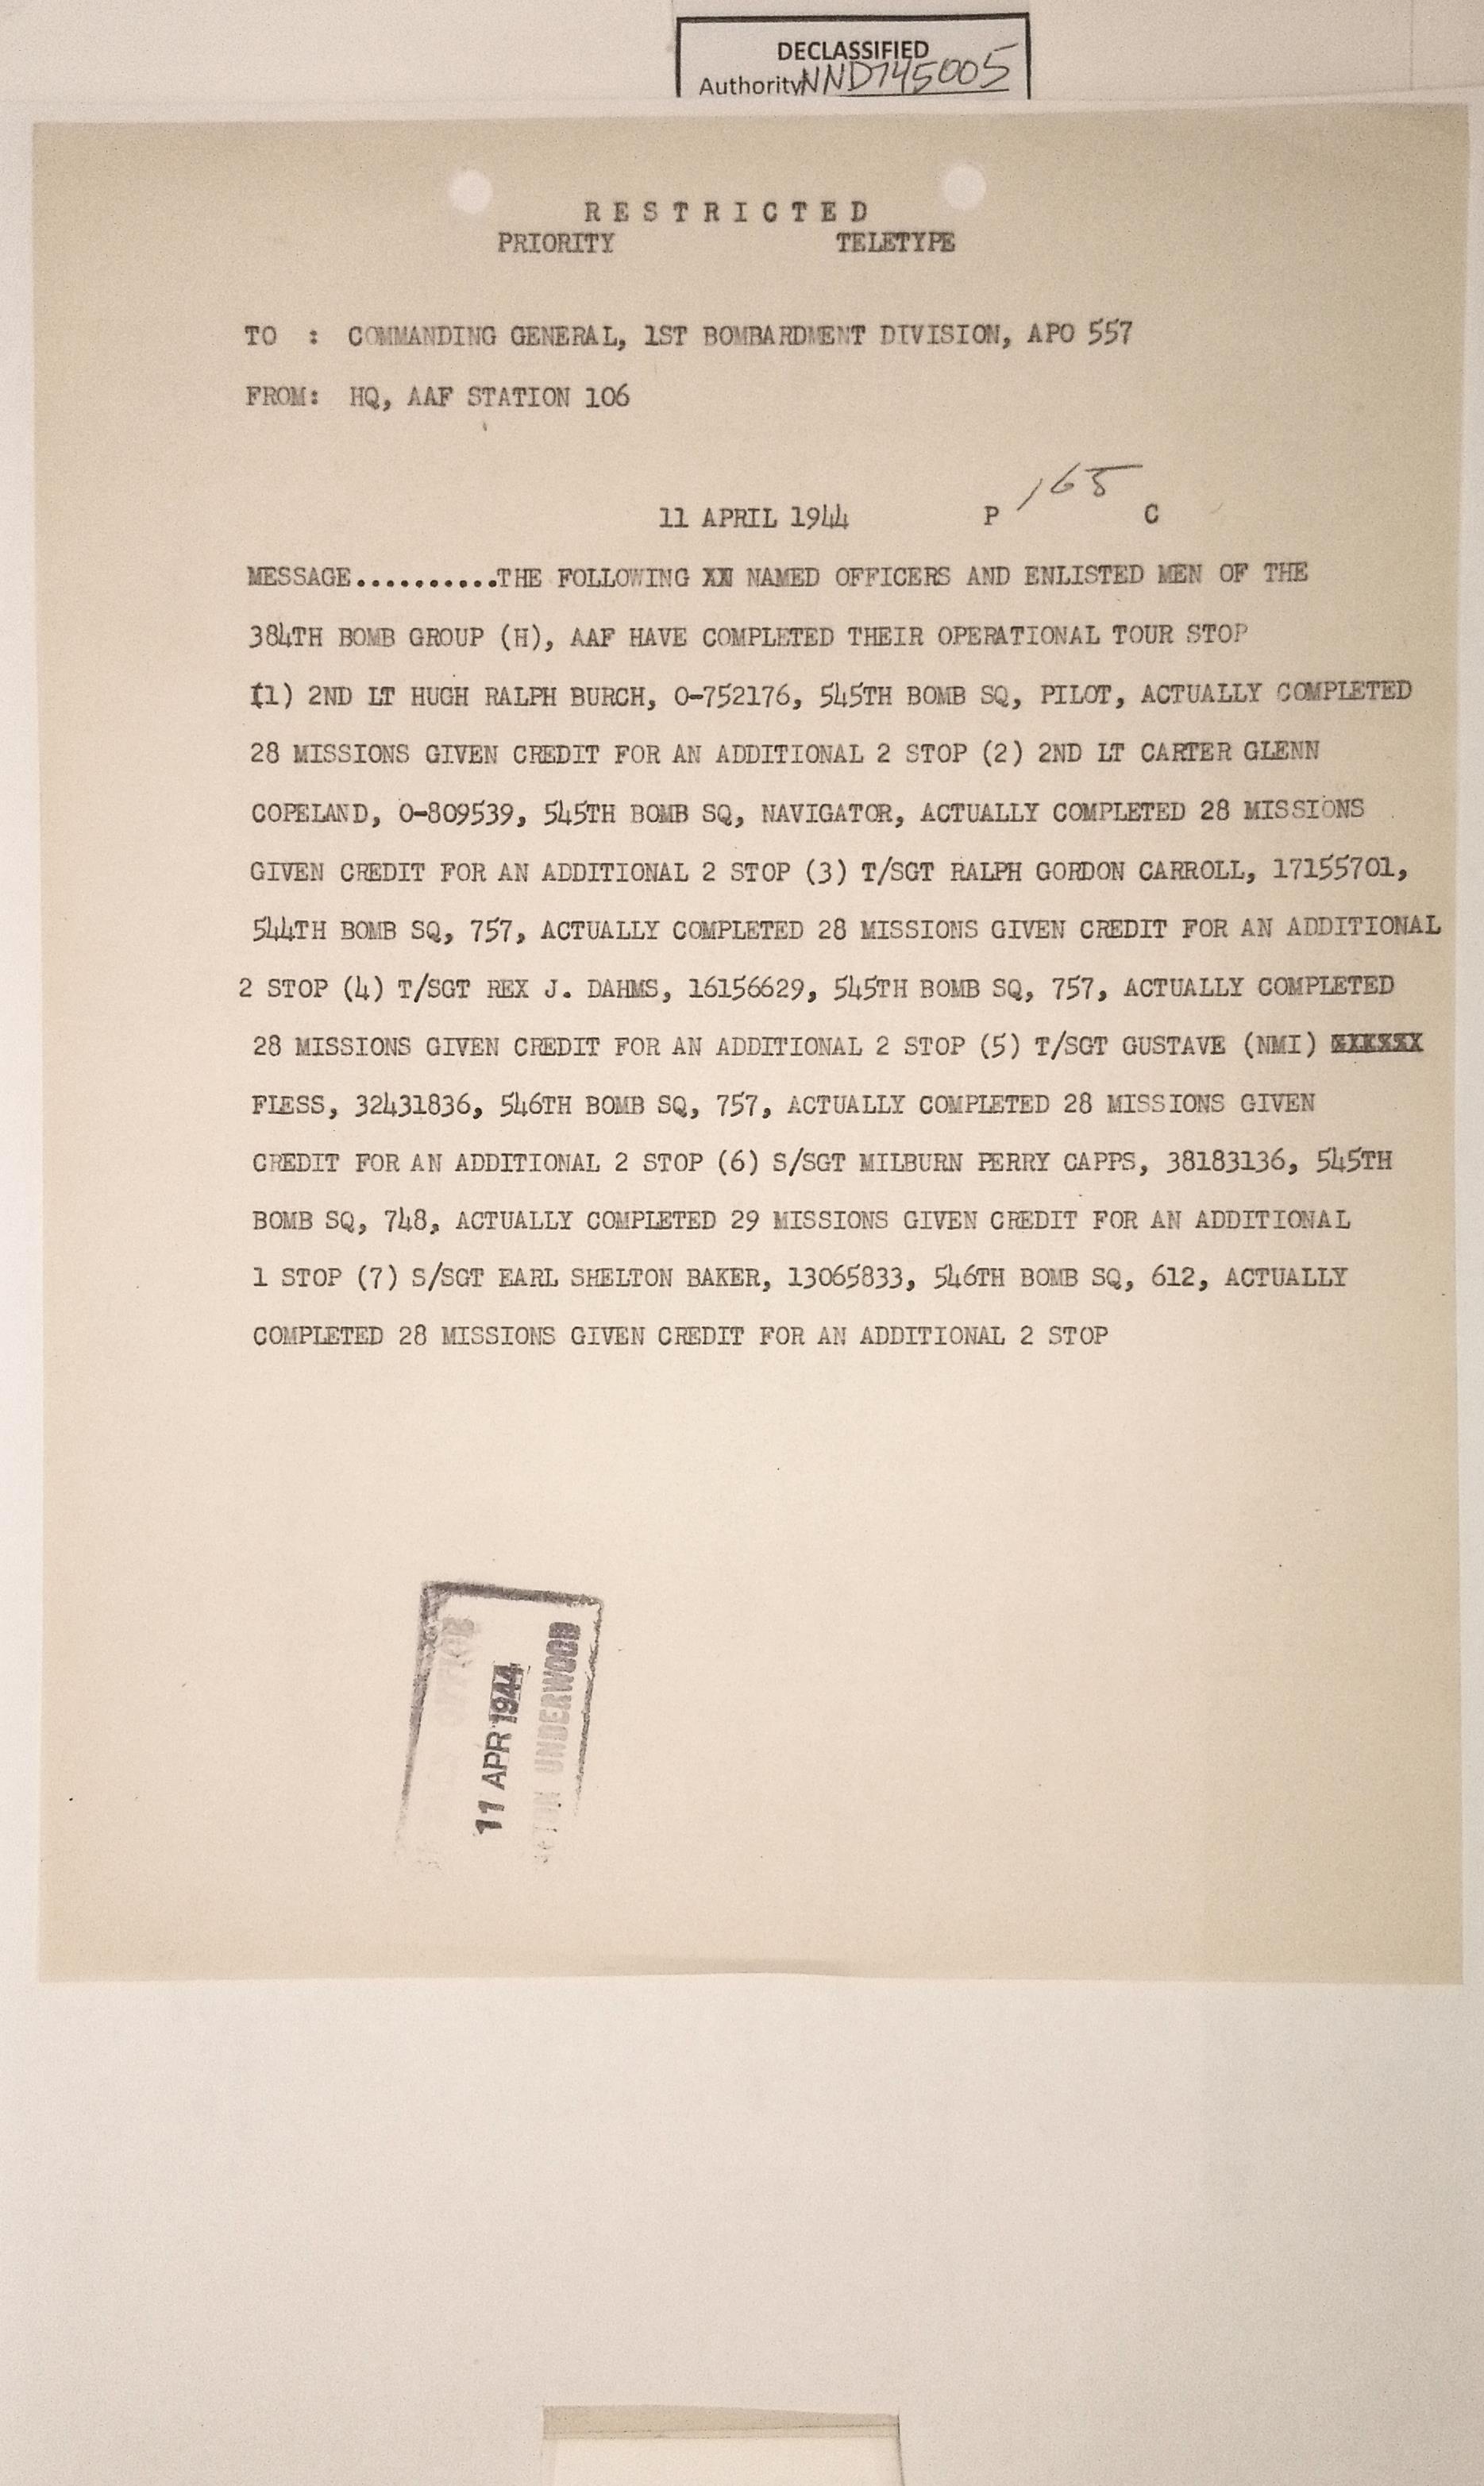 DECLASSIFIED
Authority NND745005
RESTRICTED
PRIORITY TELETYPE
TO : COMMANDING GENERAL, 1ST BOMBARDMENT DIVISION, APO 557
FROM: HQ, AAF STATION 106
165
11 APRIL 1944 P C
MESSAGE..........THE FOLLOWING XX NAMED OFFICERS AND ENLISTED MEN OF THE
384TH BOMB GROUP (H), AAF HAVE COMPLETED THEIR OPERATIONAL TOUR STOP
(1) 2ND LT HUGH RALPH BURCH, O-752176, 545TH BOMB SQ, PILOT, ACTUALLY COMPLETED
28 MISSIONS GIVEN CREDIT FOR AN ADDITIONAL 2 STOP (2) 2ND LT CARTER GLENN
COPELAND, O-809539, 545TH BOMB SQ, NAVIGATOR, ACTUALLY COMPLETED 28 MISSIONS
GIVEN CREDIT FOR AN ADDITIONAL 2 STOP (3) T/SGT RALPH GORDON CARROLL, 17155701,
544TH BOMB SQ, 757, ACTUALLY COMPLETED 28 MISSIONS GIVEN CREDIT FOR AN ADDITIONAL
2 STOP (4) T/SGT REX J. DAHMS, 16156629, 545TH BOMB SQ, 757, ACTUALLY COMPLETED
28 MISSIONS GIVEN CREDIT FOR AN ADDITIONAL 2 STOP (5) T/SGT GUSTAVE (NMI)
FLESS, 32431836, 546TH BOMB SQ, 757, ACTUALLY COMPLETED 28 MISSIONS GIVEN
CREDIT FOR AN ADDITIONAL 2 STOP (6) S/SGT MILBURN PERRY CAPPS, 38183136, 545TH
BOMB SQ, 748, ACTUALLY COMPLETED 29 MISSIONS GIVEN CREDIT FOR AN ADDITIONAL
1 STOP (7) S/SGT EARL SHELTON BAKER, 13065833, 546TH BOMB SQ, 612, ACTUALLY
COMPLETED 28 MISSIONS GIVEN CREDIT FOR AN ADDITIONAL 2 STOP
11 APR 1944
UNDERWOOD